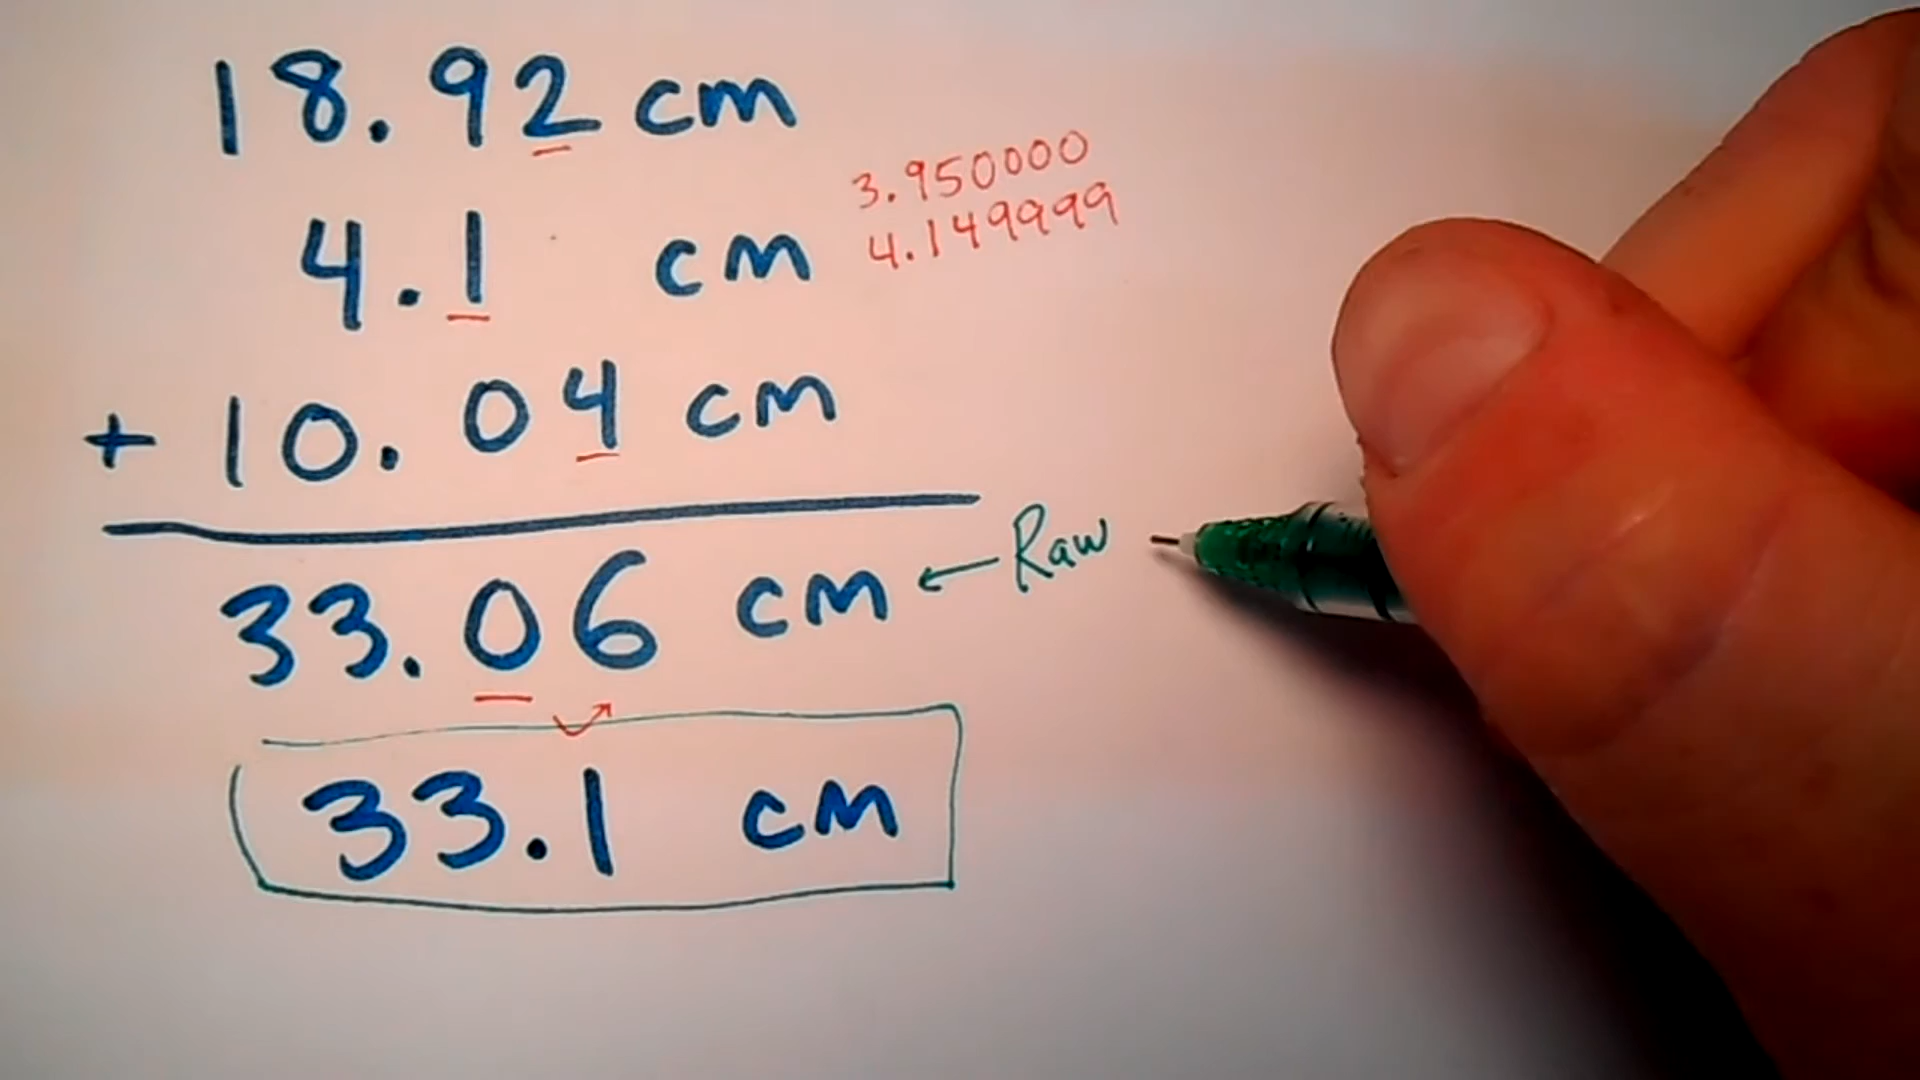 18.92 cm
4.1 cm
3.950000
4.149999
+ 10.04 cm
33.06 cm ← Raw
33.1 cm